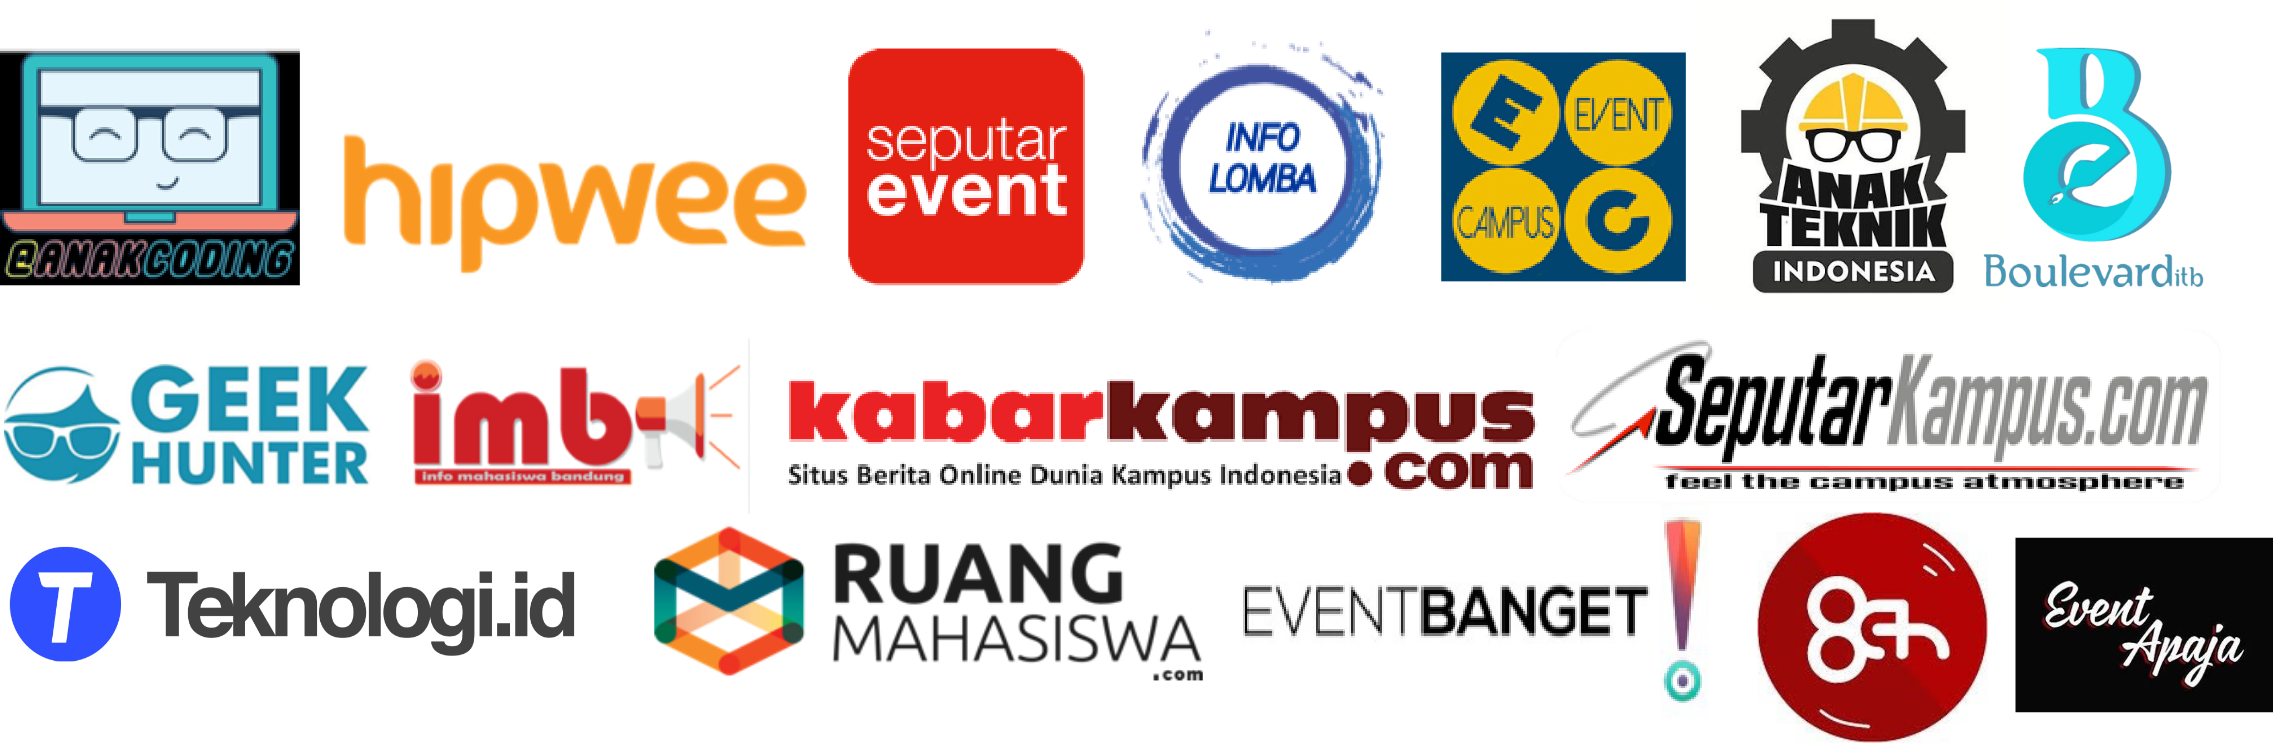 @ANAKCODING
hipwee
seputar
event
INFO
LOMBA
E
EVENT
CAMPUS
C
ANAK
TEKNIK
INDONESIA
Be
Boulevarditb
GEEK
HUNTER
imb
info mahasiswa bandung
kabarkampus
.com
Situs Berita Online Dunia Kampus Indonesia
SeputarKampus.com
feel the campus atmosphere
T
Teknologi.id
RUANG
MAHASISWA
.com
EVENTBANGET!
Event
Apaja